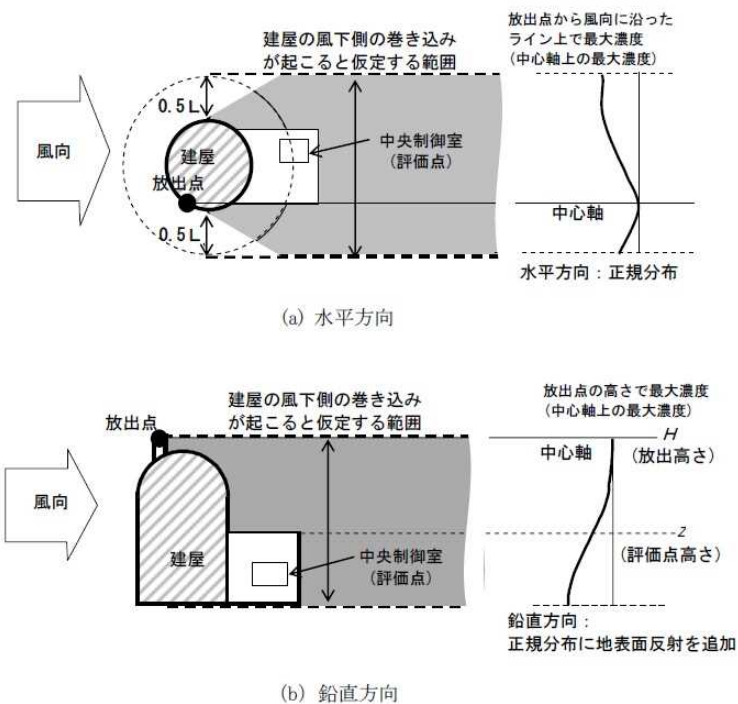 建屋の風下側の巻き込み
が起こると仮定する範囲
放出点から風向に沿った
ライン上で最大濃度
(中心軸上の最大濃度)
0.5L
風向
建屋
中央制御室
(評価点)
放出点
中心軸
0.5L
水平方向：正規分布
(a) 水平方向
建屋の風下側の巻き込み
が起こると仮定する範囲
放出点の高さで最大濃度
(中心軸上の最大濃度)
放出点
H
中心軸
(放出高さ)
風向
z
建屋
中央制御室
(評価点)
(評価点高さ)
鉛直方向：
正規分布に地表面反射を追加
(b) 鉛直方向